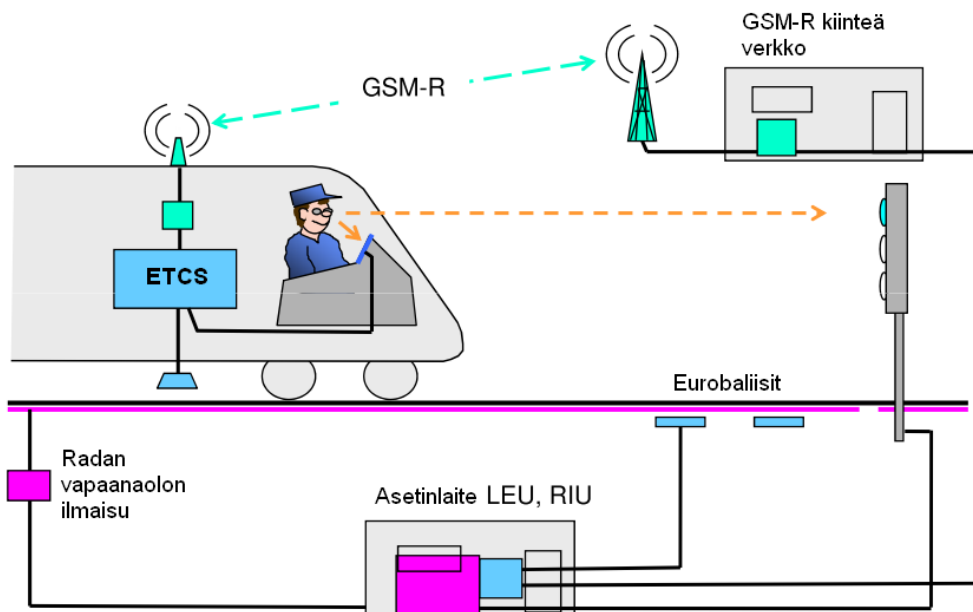 GSM-R kiinteä
verkko
GSM-R
ETCS
Eurobaliisit
Radan
vapaanaolon
ilmaisu
Asetinlaite LEU, RIU